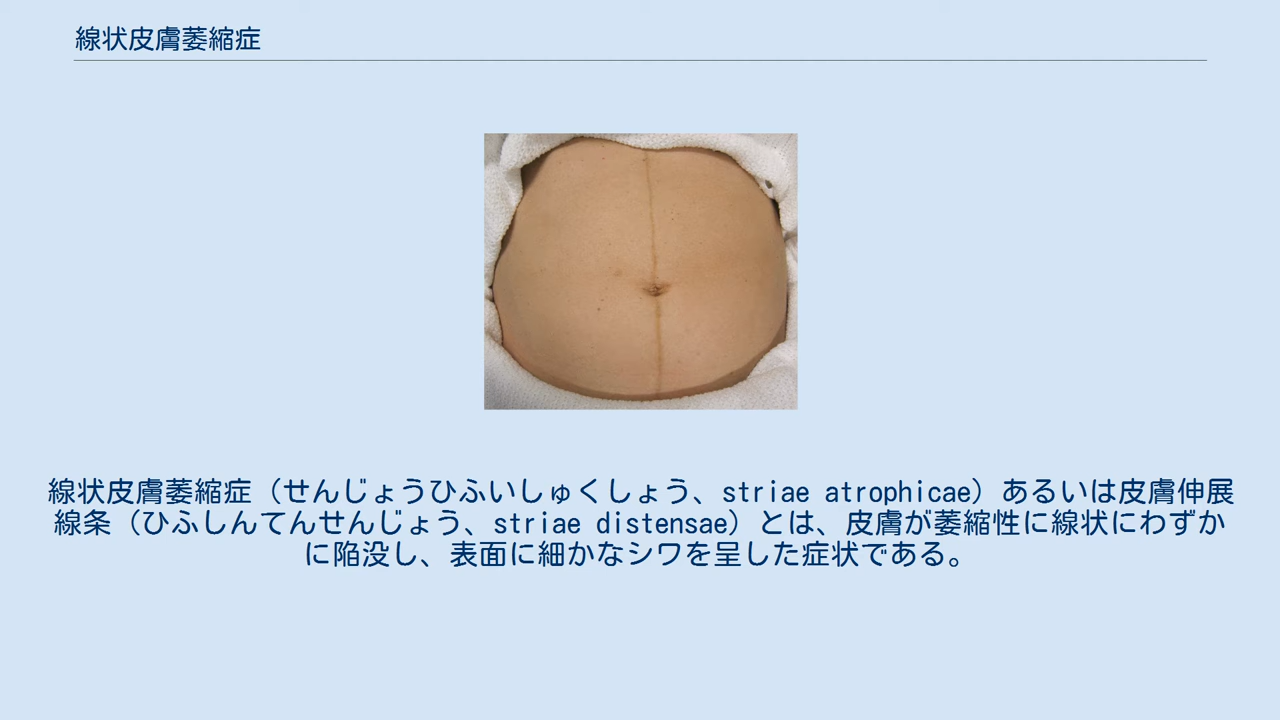 線状皮膚萎縮症
線状皮膚萎縮症（せんじょうひふいしゅくしょう、striae atrophicae）あるいは皮膚伸展
線条（ひふしんてんせんじょう、striae distensae）とは、皮膚が萎縮性に線状にわずか
に陥没し、表面に細かなシワを呈した症状である。